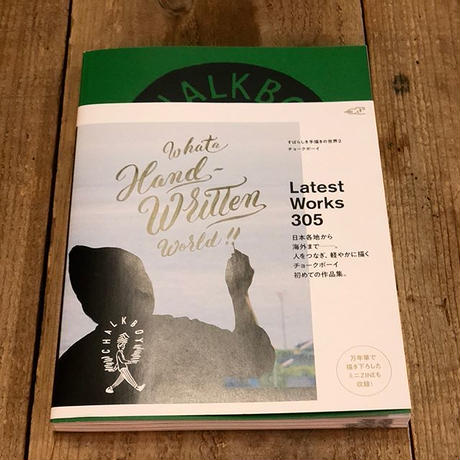 CHALKB
What a
Hand-
Written
World!!
すばらしき手描きの世界2
チョークボーイ
Latest
Works
305
日本各地から
海外まで――。
人をつなぎ、軽やかに描く
チョークボーイ
初めての作品集。
CHALKBOY
万年筆で
描き下ろした
ミニZINEも
収録!